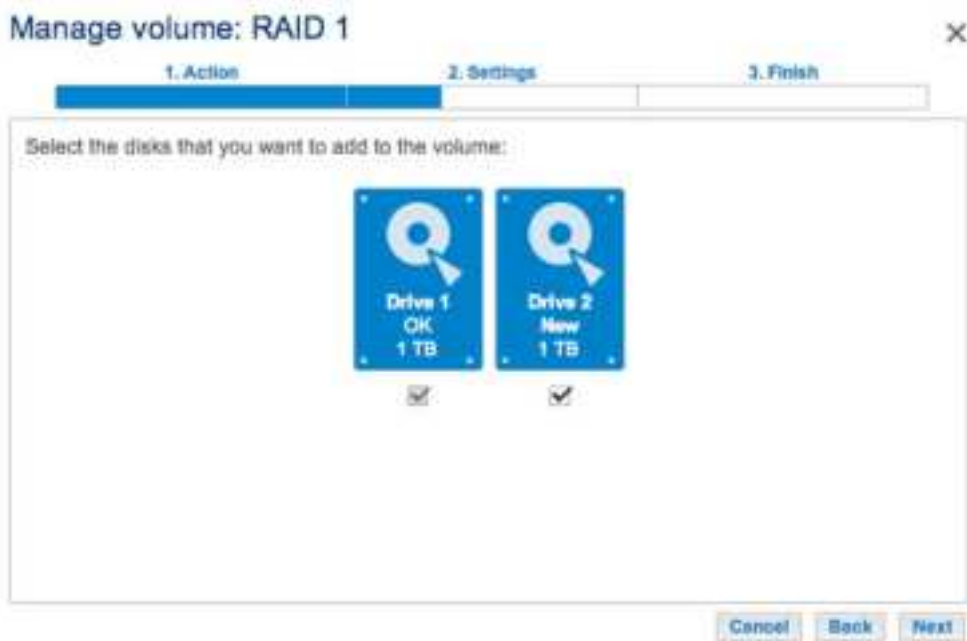 Manage volume: RAID 1
1. Action 2. Settings 3. Finish
Select the disks that you want to add to the volume:
Drive 1 Drive 2
OK New
1 TB 1 TB
Cancel Back Next